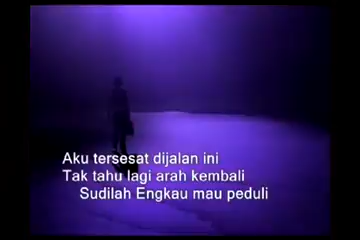 Aku tersesat dijalan ini
Tak tahu lagi arah kembali
Sudilah Engkau mau peduli